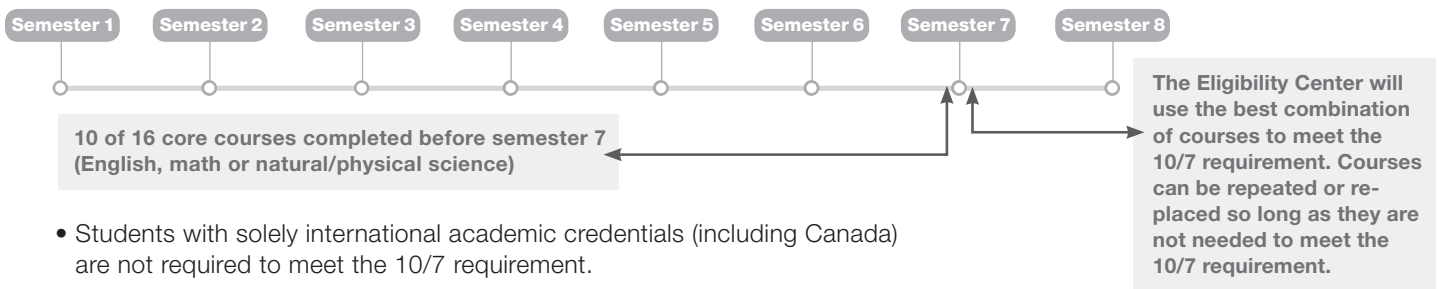 Semester 1
Semester 2
Semester 3
Semester 4
Semester 5
Semester 6
Semester 7
Semester 8
10 of 16 core courses completed before semester 7
(English, math or natural/physical science)
The Eligibility Center will
use the best combination
of courses to meet the
10/7 requirement. Courses
can be repeated or re-
placed so long as they are
not needed to meet the
10/7 requirement.
• Students with solely international academic credentials (including Canada)
are not required to meet the 10/7 requirement.